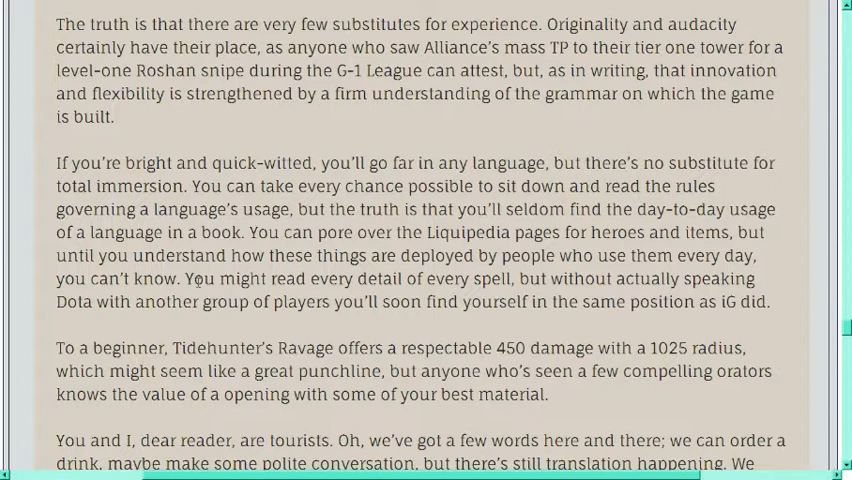 The truth is that there are very few substitutes for experience. Originality and audacity
certainly have their place, as anyone who saw Alliance's mass TP to their tier one tower for a
level-one Roshan snipe during the G-1 League can attest, but, as in writing, that innovation
and flexibility is strengthened by a firm understanding of the grammar on which the game
is built.
If you're bright and quick-witted, you'll go far in any language, but there's no substitute for
total immersion. You can take every chance possible to sit down and read the rules
governing a language's usage, but the truth is that you'll seldom find the day-to-day usage
of a language in a book. You can pore over the Liquipedia pages for heroes and items, but
until you understand how these things are deployed by people who use them every day,
you can't know. You might read every detail of every spell, but without actually speaking
Dota with another group of players you'll soon find yourself in the same position as iG did.
To a beginner, Tidehunter's Ravage offers a respectable 450 damage with a 1025 radius,
which might seem like a great punchline, but anyone who's seen a few compelling orators
knows the value of a opening with some of your best material.
You and I, dear reader, are tourists. Oh, we've got a few words here and there; we can order a
drink, maybe make some polite conversation, but there's still translation happening. We